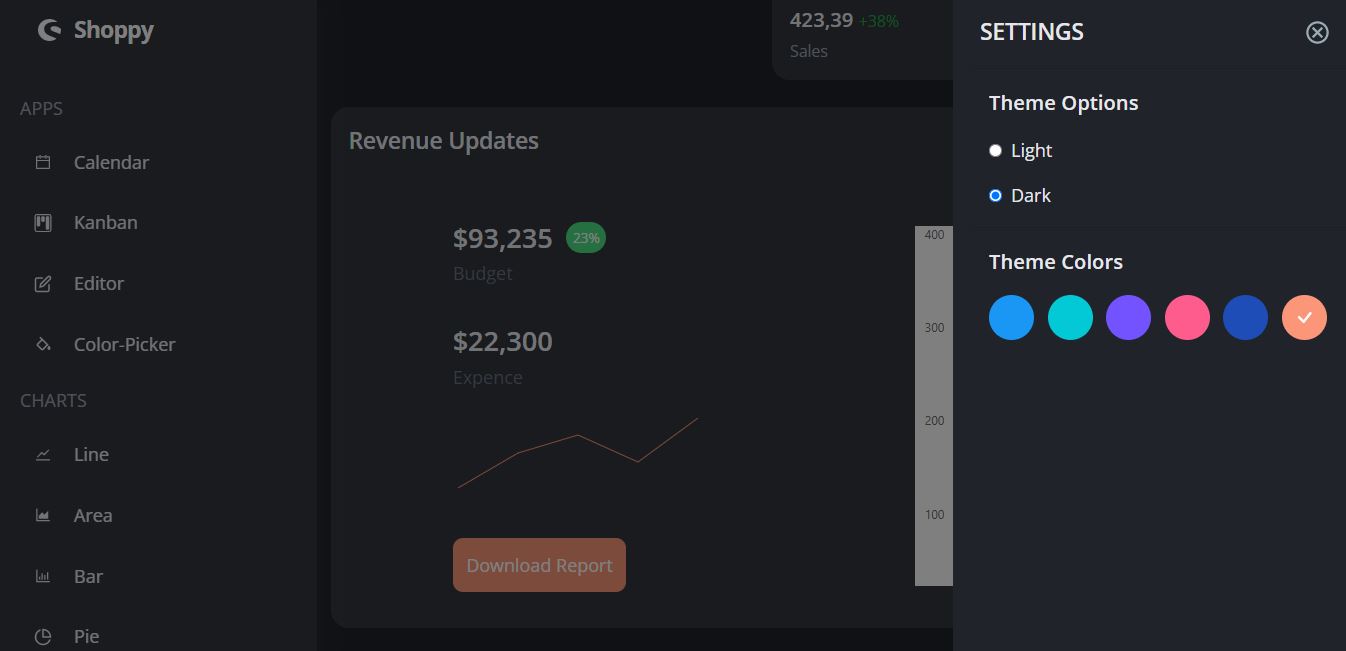 Shoppy
APPS
Calendar
Kanban
Editor
Color-Picker
CHARTS
Line
Area
Bar
Pie
423,39 +38%
Sales
Revenue Updates
$93,235 23%
Budget
$22,300
Expence
Download Report
400
300
200
100
SETTINGS
Theme Options
Light
Dark
Theme Colors